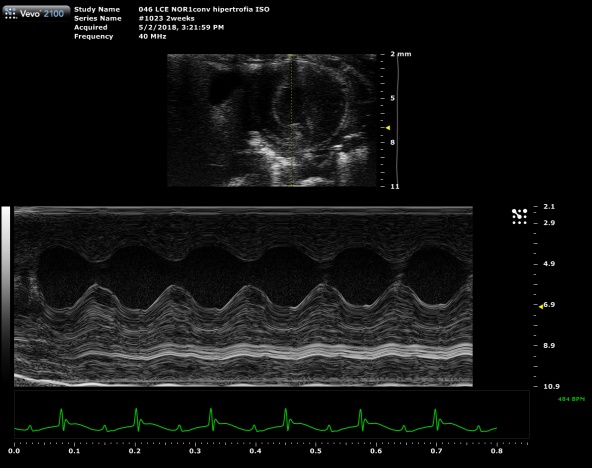 Vevo 2100
Study Name 046 LCE NOR1conv hipertrofia ISO
Series Name #1023 2weeks
Acquired 5/2/2018, 3:21:59 PM
Frequency 40 MHz
2 mm
5
8
11
2.1
2.9
4.9
6.9
8.9
10.9
484 BPM
0.0 0.1 0.2 0.3 0.4 0.5 0.6 0.7 0.8